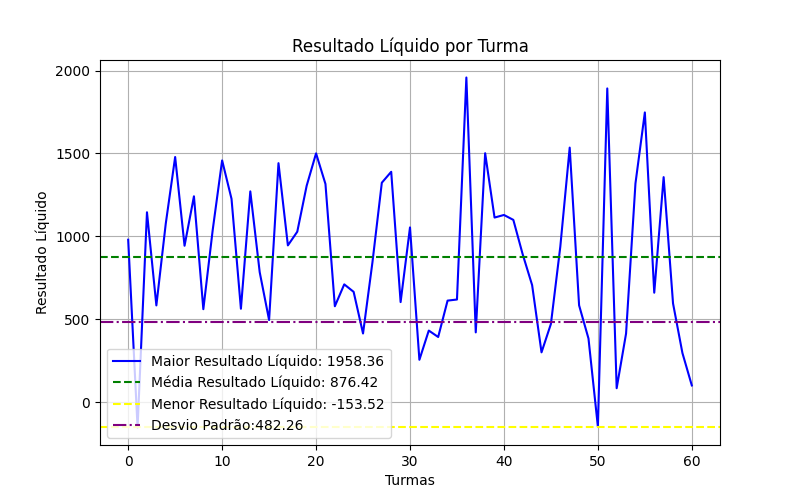 Resultado Líquido por Turma
2000
1500
1000
500
0
Resultado Líquido
Maior Resultado Líquido: 1958.36
Média Resultado Líquido: 876.42
Menor Resultado Líquido: -153.52
Desvio Padrão:482.26
0 10 20 30 40 50 60
Turmas